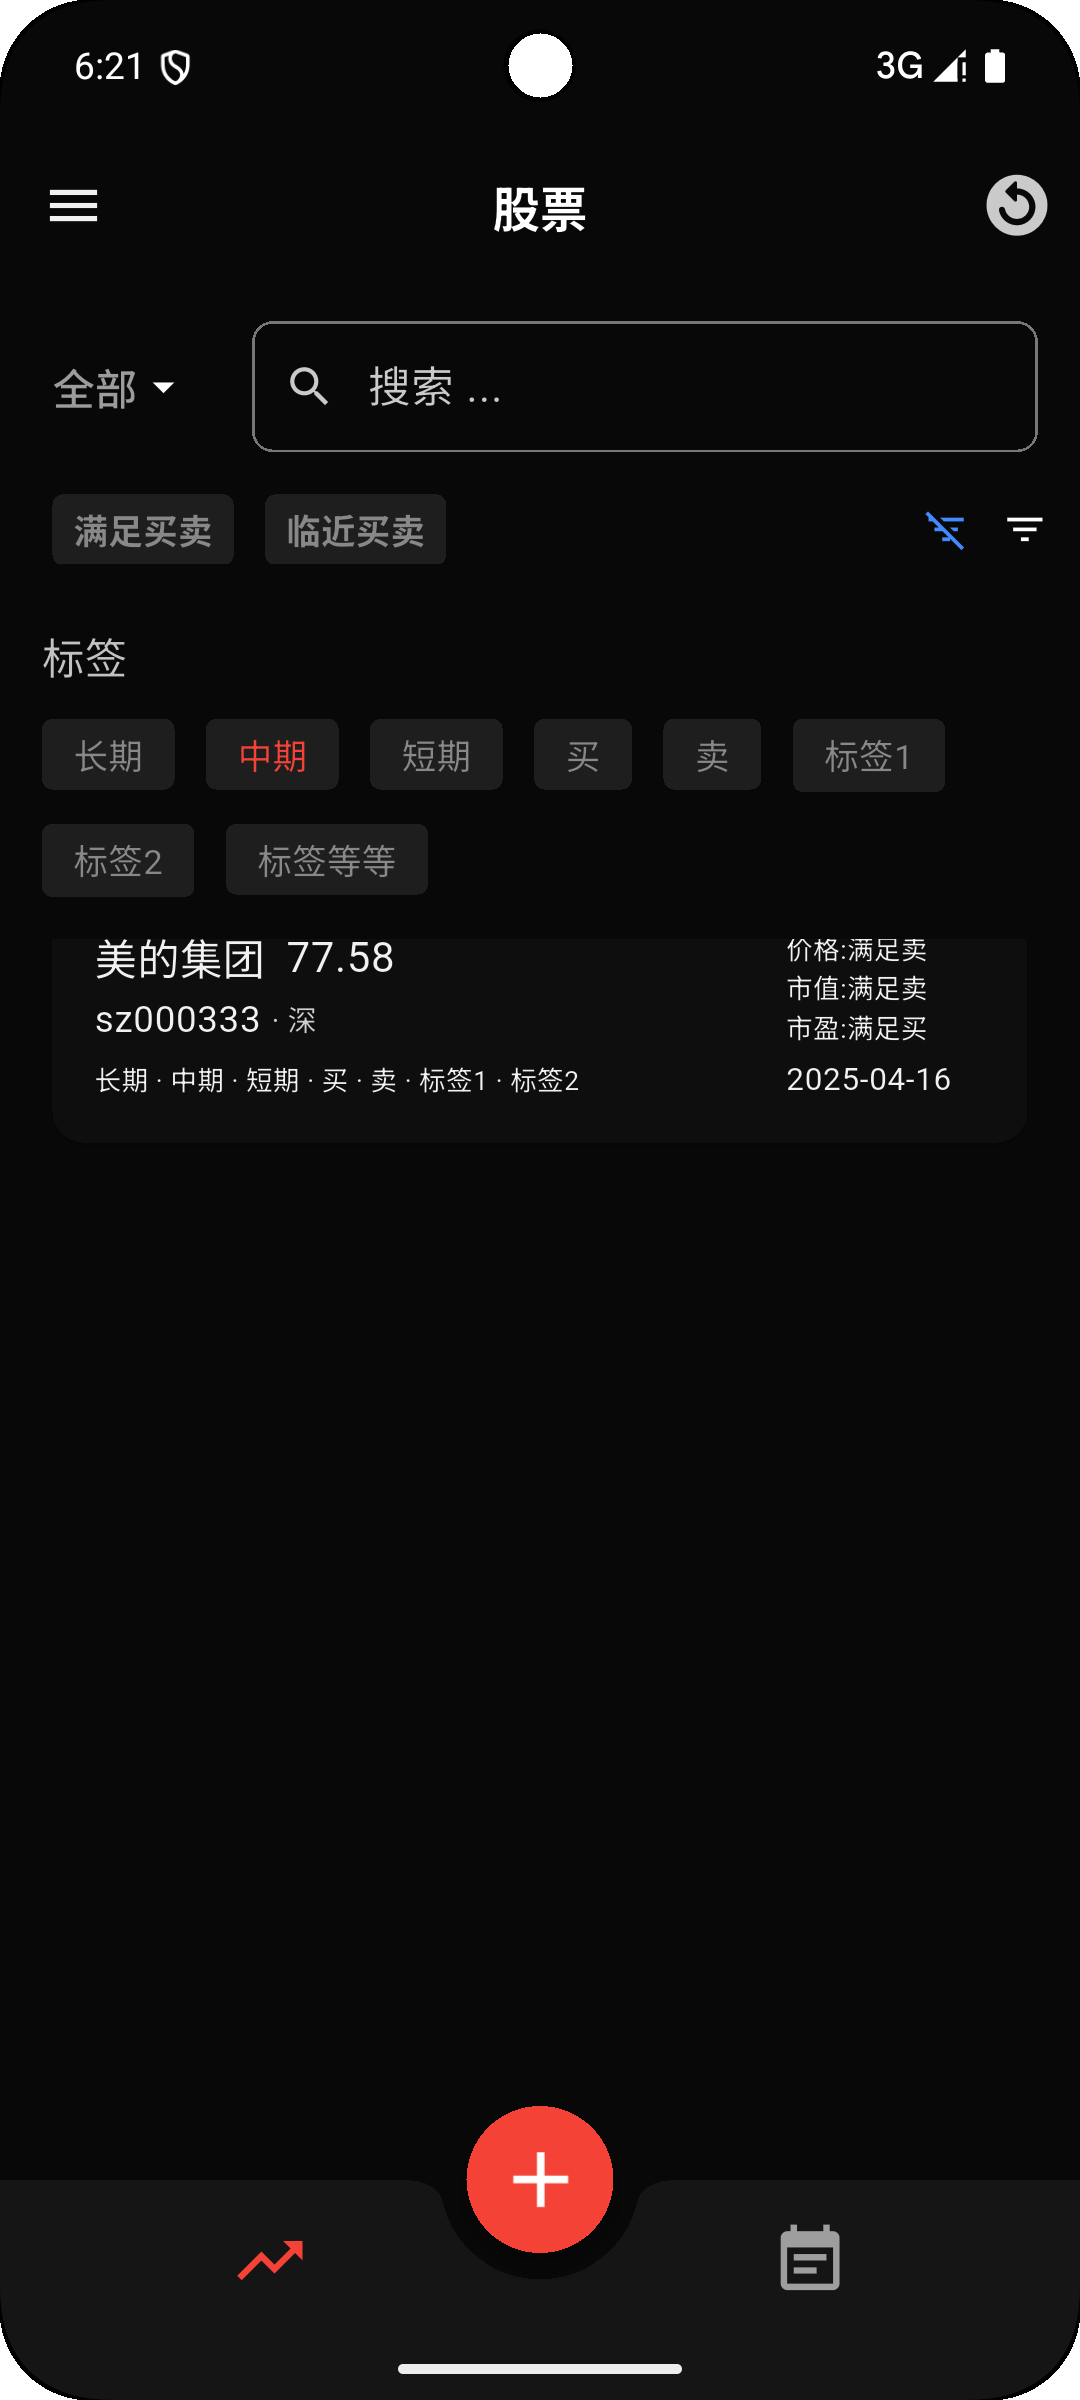 6:21
3G
股票
全部
搜索 ...
满足买卖 临近买卖
标签
长期 中期 短期 买 卖 标签1
标签2 标签等等
美的集团 77.58
价格:满足卖
sz000333 · 深
市值:满足卖
市盈:满足买
长期 · 中期 · 短期 · 买 · 卖 · 标签1 · 标签2
2025-04-16